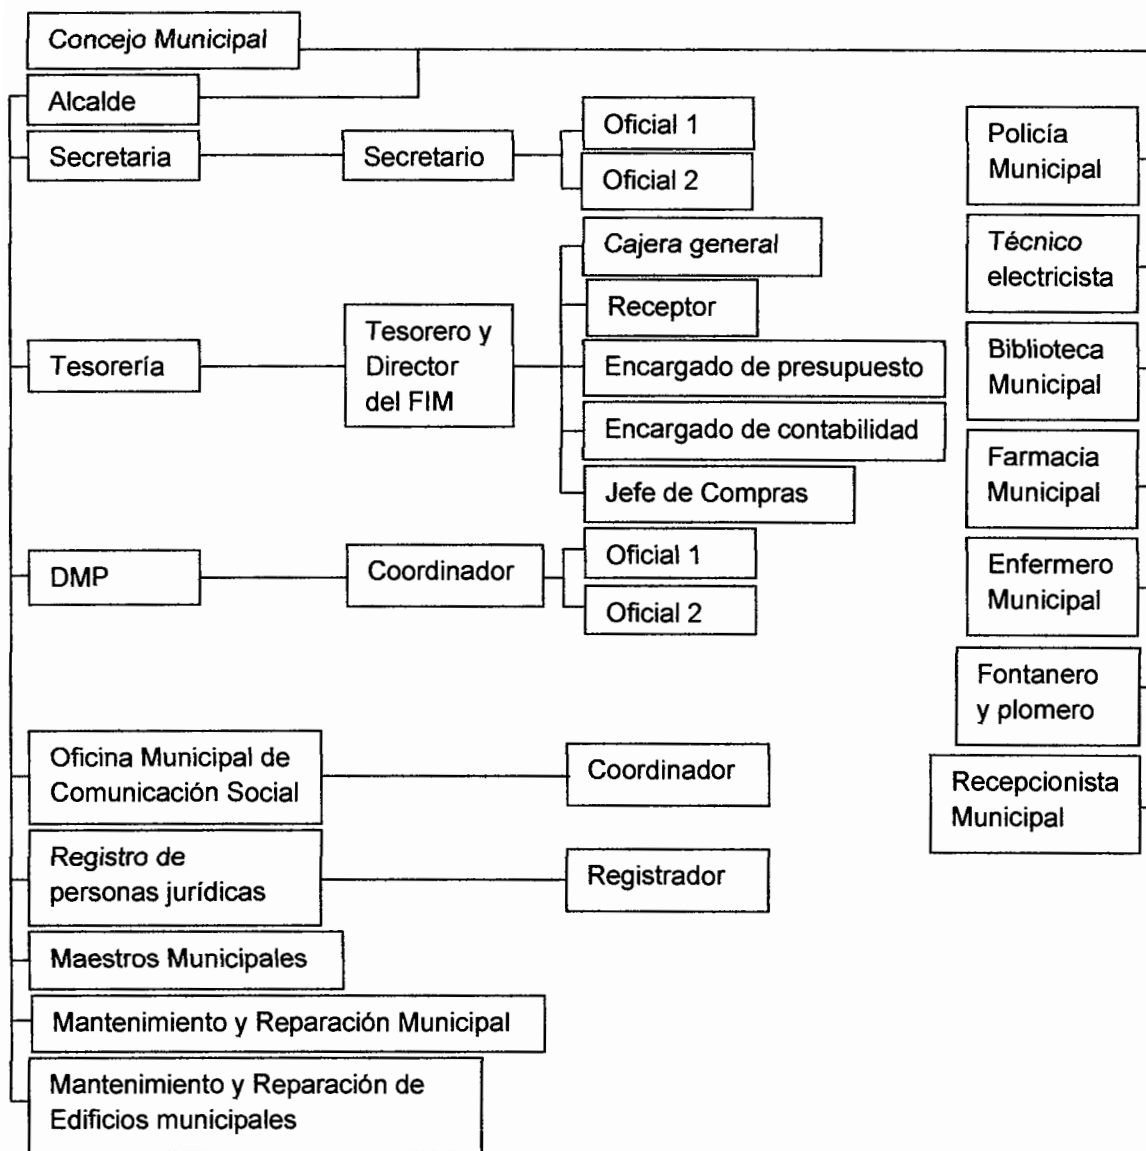 Concejo Municipal
Alcalde
Secretaria
Secretario
Oficial 1
Oficial 2
Tesorería
Tesorero y
Director
del FIM
Cajera general
Receptor
Encargado de presupuesto
Encargado de contabilidad
Jefe de Compras
DMP
Coordinador
Oficial 1
Oficial 2
Oficina Municipal de
Comunicación Social
Coordinador
Registro de
personas jurídicas
Registrador
Maestros Municipales
Mantenimiento y Reparación Municipal
Mantenimiento y Reparación de
Edificios municipales
Policía
Municipal
Técnico
electricista
Biblioteca
Municipal
Farmacia
Municipal
Enfermero
Municipal
Fontanero
y plomero
Recepcionista
Municipal